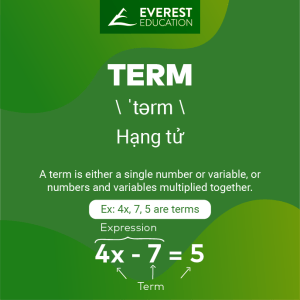 EVEREST
EDUCATION
TERM
\ ˈtərm \
Hạng tử
A term is either a single number or variable, or
numbers and variables multiplied together.
Ex: 4x, 7, 5 are terms
Expression
4x - 7 = 5
Term